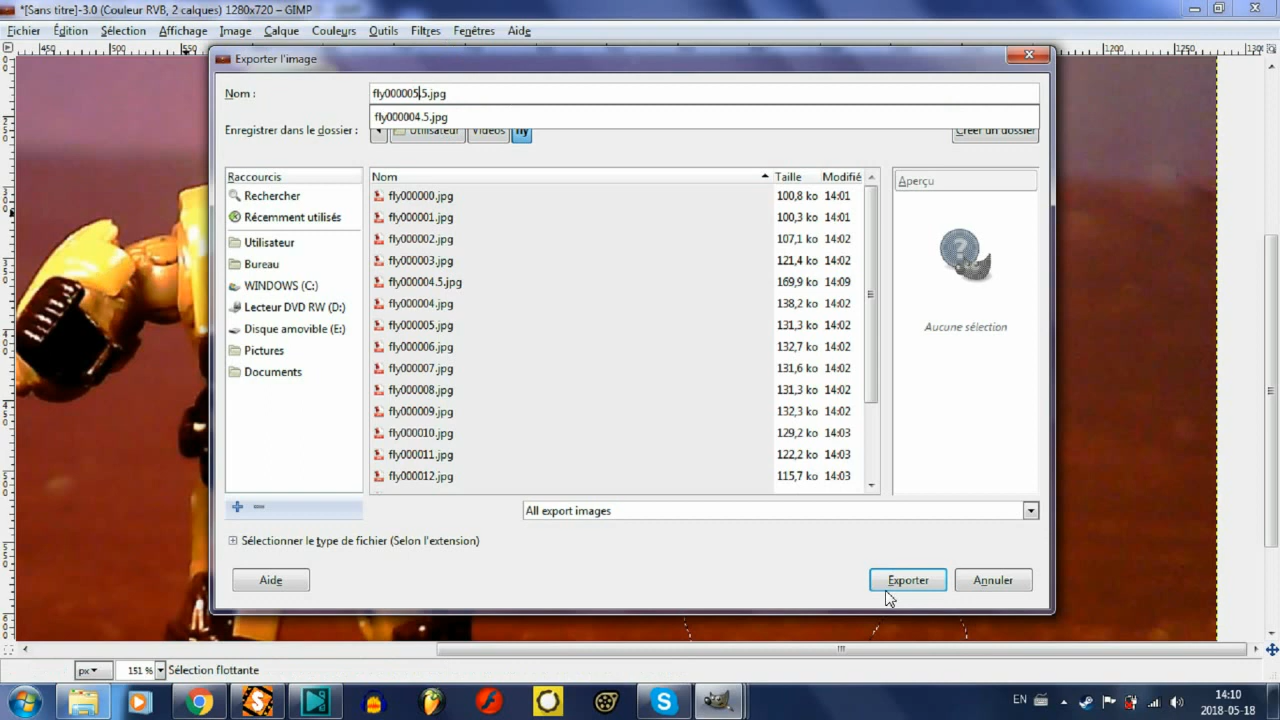 *[Sans titre]-3.0 (Couleur RVB, 2 calques) 1280x720 – GIMP
Fichier Édition Sélection Affichage Image Calque Couleurs Outils Filtres Fenêtres Aide
450 500 550 1200 1250 1300
Exporter l'image
Nom : fly000005.5.jpg
fly000004.5.jpg
Enregistrer dans le dossier : Utilisateur Videos fly Créer un dossier
Raccourcis Nom Taille Modifié Aperçu
Rechercher fly000000.jpg 100,8 ko 14:01
Récemment utilisés fly000001.jpg 100,3 ko 14:01
Utilisateur fly000002.jpg 107,1 ko 14:02
Bureau fly000003.jpg 121,4 ko 14:02
WINDOWS (C:) fly000004.5.jpg 169,9 ko 14:09
Lecteur DVD RW (D:) fly000004.jpg 138,2 ko 14:02
Disque amovible (E:) fly000005.jpg 131,3 ko 14:02 Aucune sélection
Pictures fly000006.jpg 132,7 ko 14:02
Documents fly000007.jpg 131,6 ko 14:02
fly000008.jpg 131,3 ko 14:02
fly000009.jpg 132,3 ko 14:02
fly000010.jpg 129,2 ko 14:03
fly000011.jpg 122,2 ko 14:03
fly000012.jpg 115,7 ko 14:03
All export images
Sélectionner le type de fichier (Selon l'extension)
Aide Exporter Annuler
px 151 % Sélection flottante
EN 14:10
2018-05-18